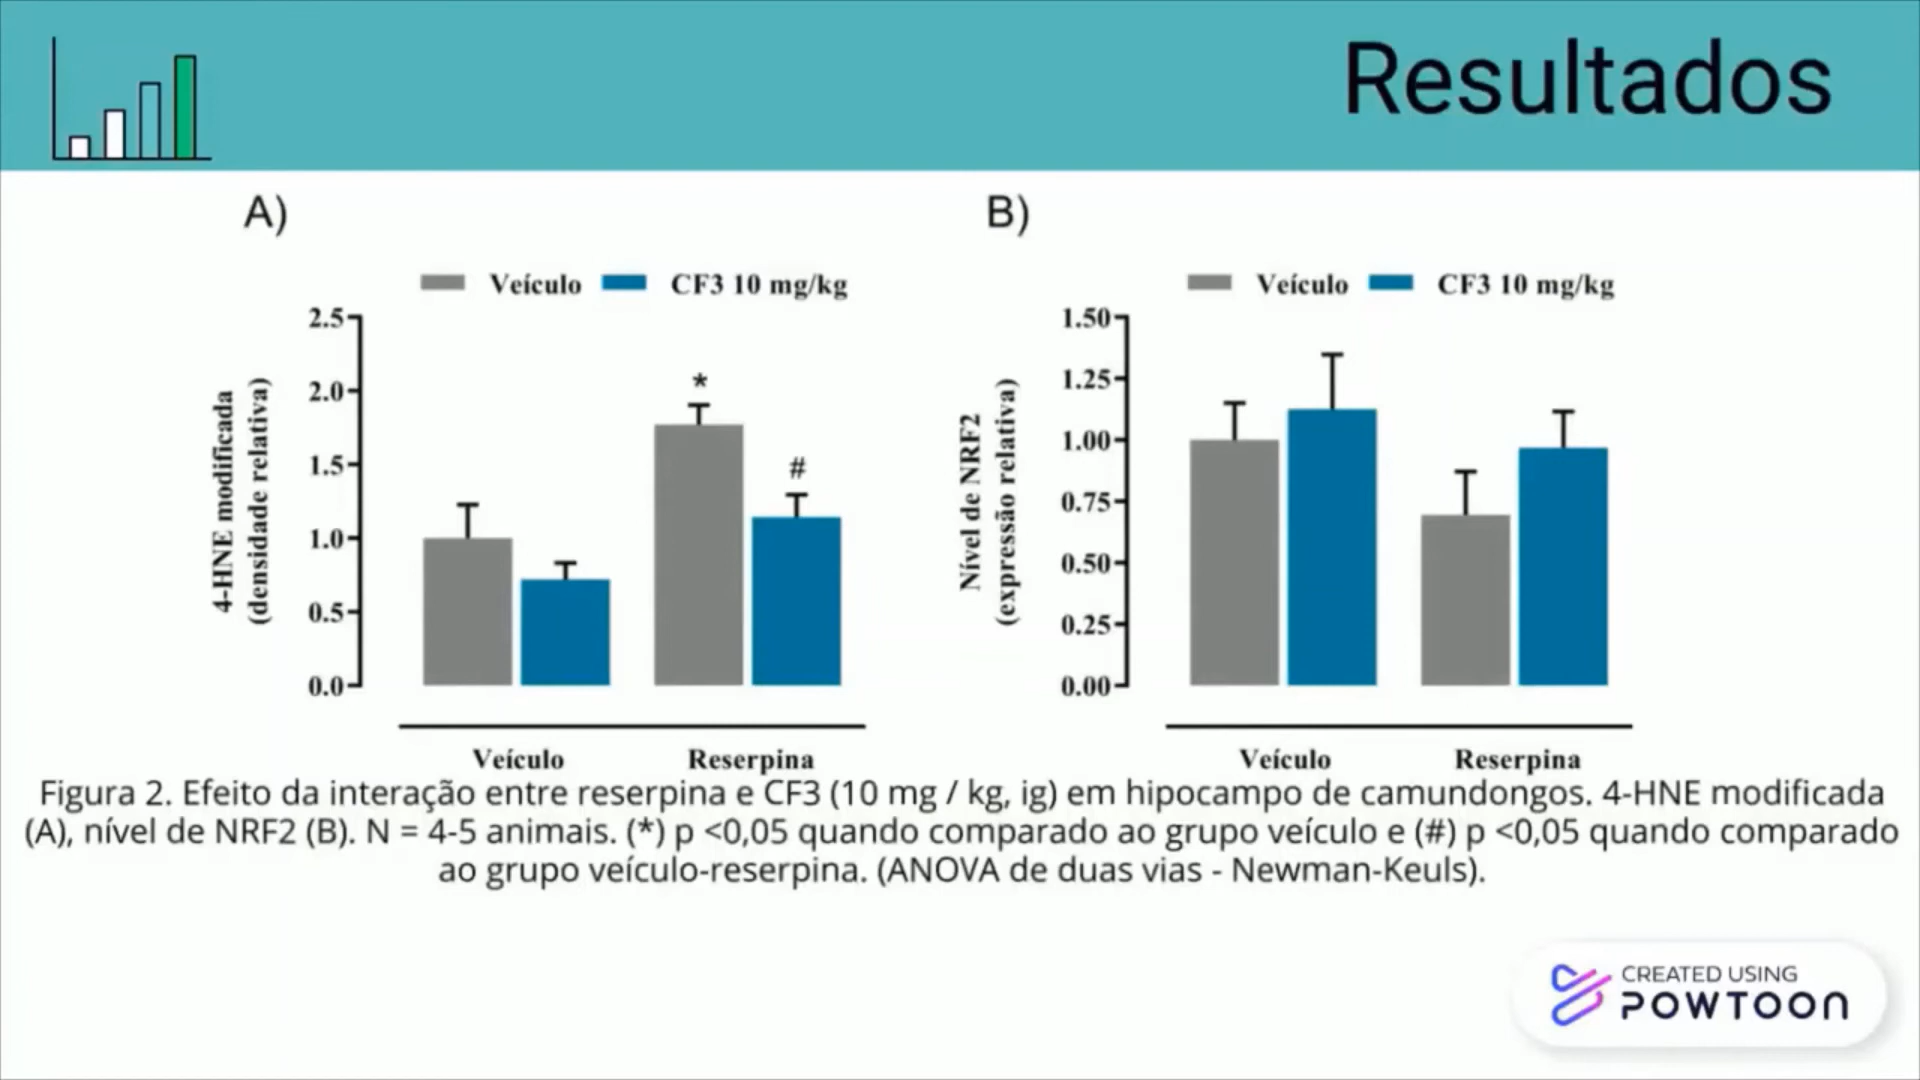 Resultados
A)
Veículo CF3 10 mg/kg
4-HNE modificada
(densidade relativa)
2.5
2.0
1.5
1.0
0.5
0.0
*
#
Veículo Reserpina
B)
Veículo CF3 10 mg/kg
Nível de NRF2
(expressão relativa)
1.50
1.25
1.00
0.75
0.50
0.25
0.00
Veículo Reserpina
Figura 2. Efeito da interação entre reserpina e CF3 (10 mg / kg, ig) em hipocampo de camundongos. 4-HNE modificada
(A), nível de NRF2 (B). N = 4-5 animais. (*) p <0,05 quando comparado ao grupo veículo e (#) p <0,05 quando comparado
ao grupo veículo-reserpina. (ANOVA de duas vias - Newman-Keuls).
CREATED USING
POWTOON